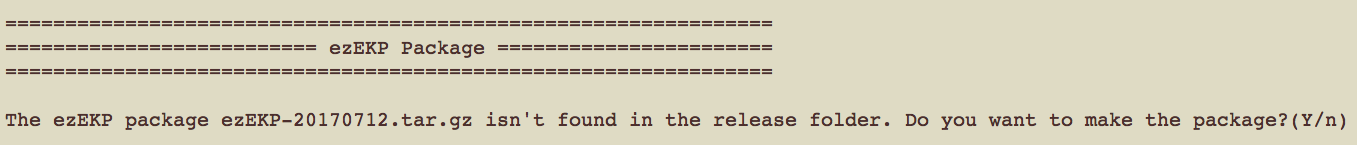 ================================================================
========================== ezEKP Package =======================
================================================================
The ezEKP package ezEKP-20170712.tar.gz isn't found in the release folder. Do you want to make the package?(Y/n)